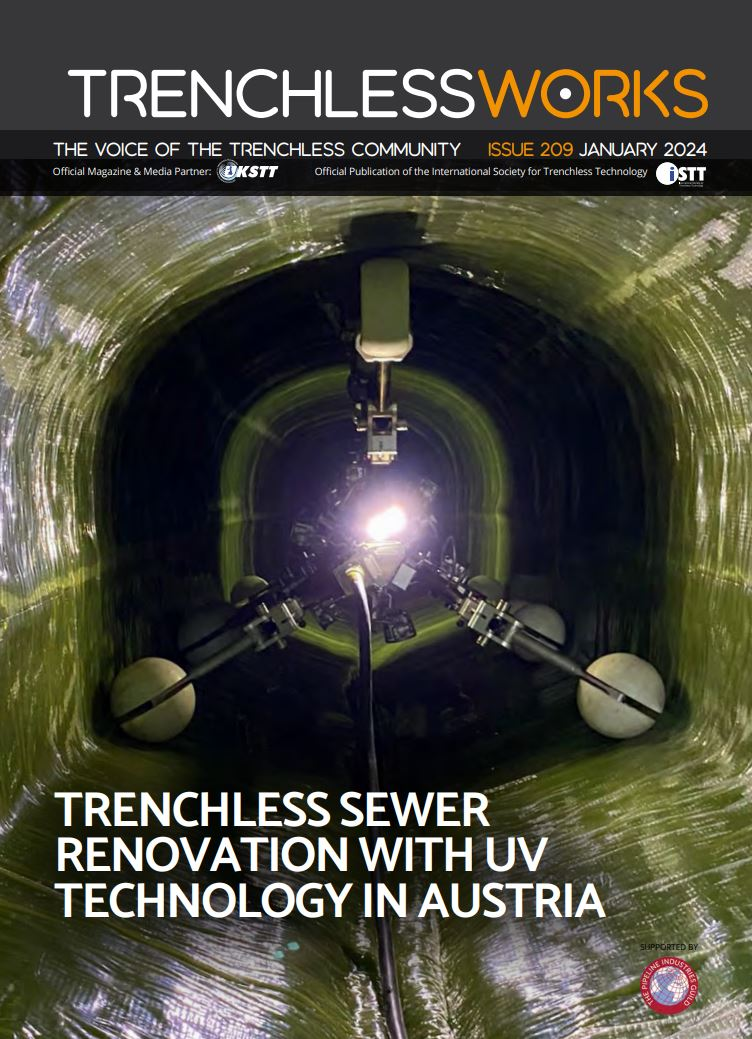 TRENCHLESSWORKS
THE VOICE OF THE TRENCHLESS COMMUNITY ISSUE 209 JANUARY 2024
Official Magazine & Media Partner: UKSTT Official Publication of the International Society for Trenchless Technology iSTT
TRENCHLESS SEWER
RENOVATION WITH UV
TECHNOLOGY IN AUSTRIA
SUPPORTED BY
THE PIPELINE INDUSTRIES GUILD